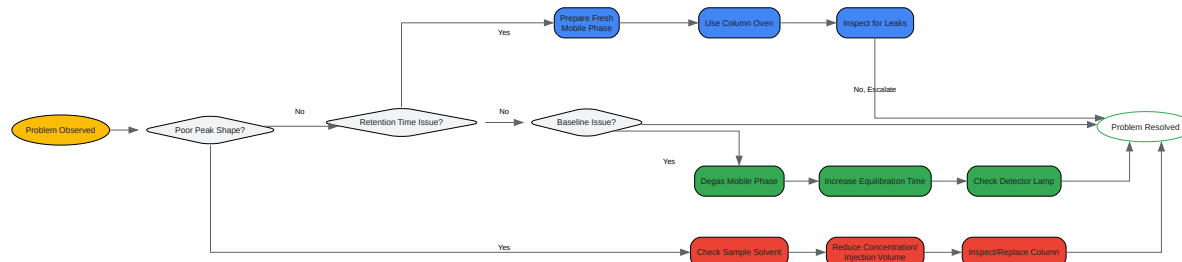 Prepare Fresh
Mobile Phase
Use Column Oven
Inspect for Leaks
Yes
No, Escalate
No
Retention Time Issue?
No
Baseline Issue?
Problem Observed
Poor Peak Shape?
Problem Resolved
Yes
Degas Mobile Phase
Increase Equilibration Time
Check Detector Lamp
Yes
Check Sample Solvent
Reduce Concentration/
Injection Volume
Inspect/Replace Column